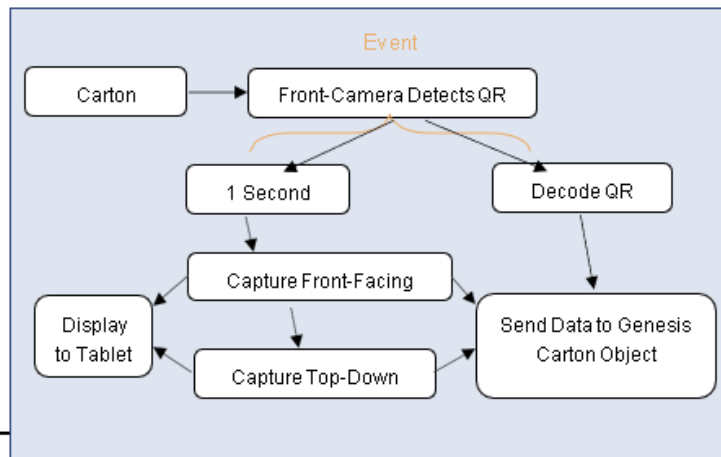 Event
Carton
Front-Camera Detects QR
1 Second
Decode QR
Capture Front-Facing
Display
to Tablet
Send Data to Genesis
Carton Object
Capture Top-Down